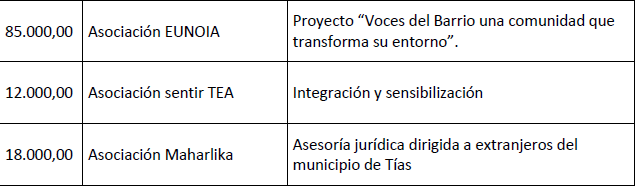 85.000,00 Asociación EUNOIA Proyecto “Voces del Barrio una comunidad que
transforma su entorno”.
12.000,00 Asociación sentir TEA Integración y sensibilización
18.000,00 Asociación Maharlika Asesoría jurídica dirigida a extranjeros del
municipio de Tías